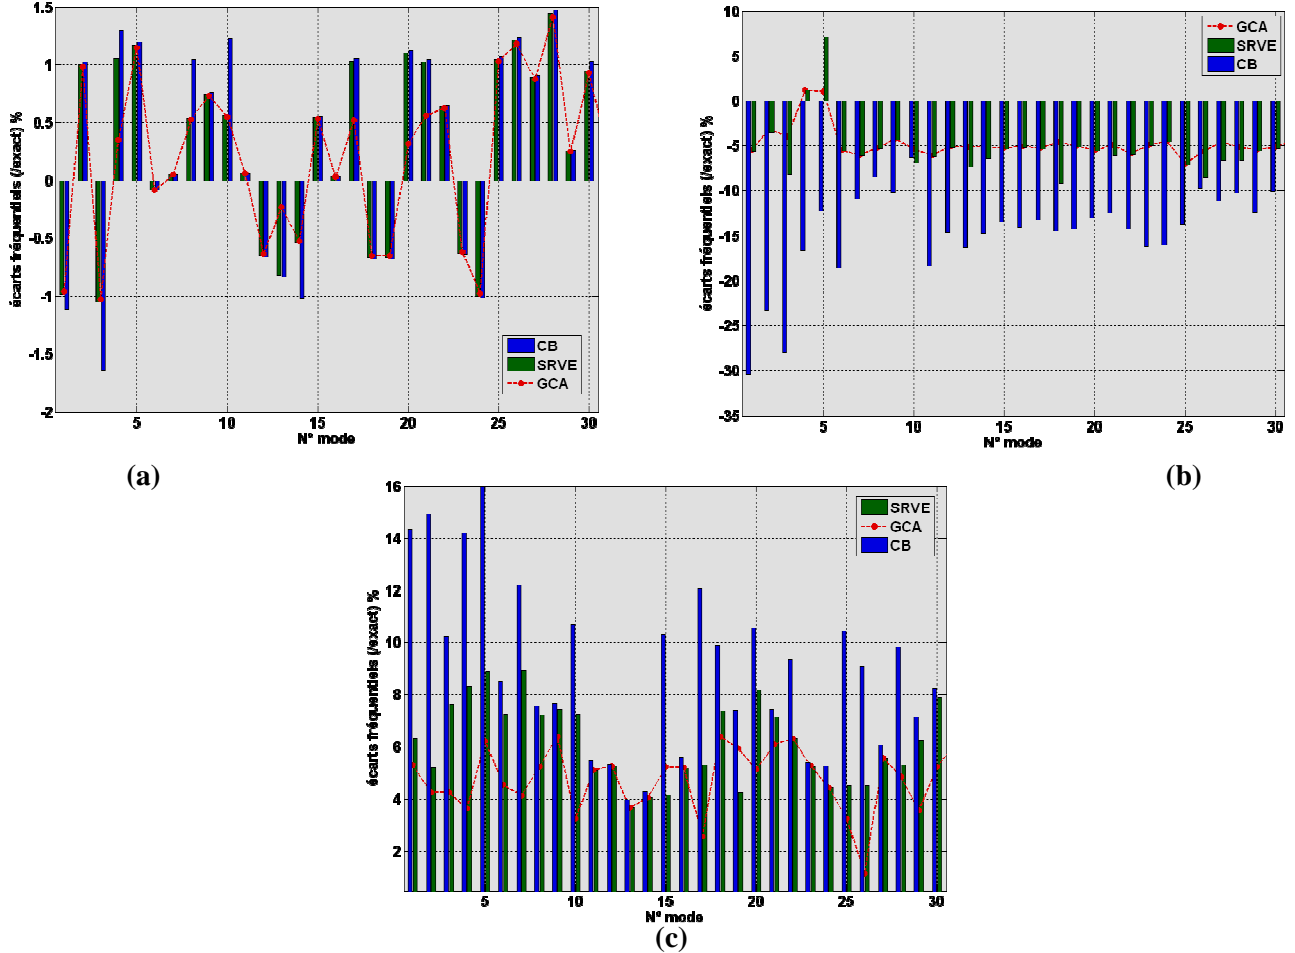 1.5
1
0.5
0
-0.5
-1
-1.5
-2
écarts fréquentiels (/exact) %
5
10
15
20
25
30
N° mode
CB
SRVE
GCA
(a)
10
5
0
-5
-10
-15
-20
-25
-30
-35
écarts fréquentiels (/exact) %
5
10
15
20
25
30
N° mode
GCA
SRVE
CB
(b)
16
14
12
10
8
6
4
2
écarts fréquentiels (/exact) %
5
10
15
20
25
30
N° mode
SRVE
GCA
CB
(c)